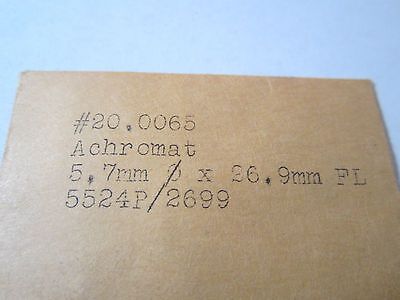 #20.0065
Achromat
5.7mm ∅ x 26.9mm FL
5524P/2699